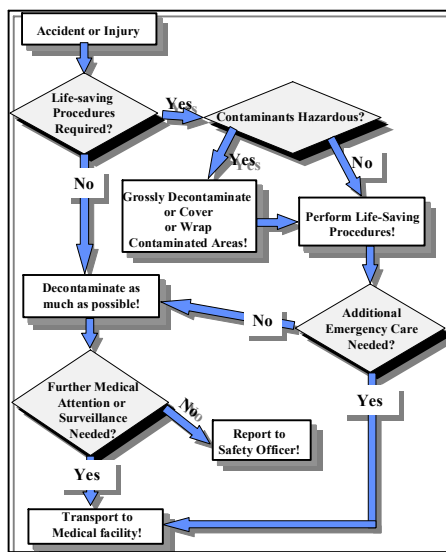 Accident or Injury
Life-saving
Procedures
Required?
Yes
Contaminants Hazardous?
Yes
No
No
Grossly Decontaminate
or Cover
or Wrap
Contaminated Areas!
Perform Life-Saving
Procedures!
Decontaminate as
much as possible!
No
Additional
Emergency Care
Needed?
Further Medical
Attention or
Surveillance
Needed?
No
Yes
Report to
Safety Officer!
Yes
Transport to
Medical facility!